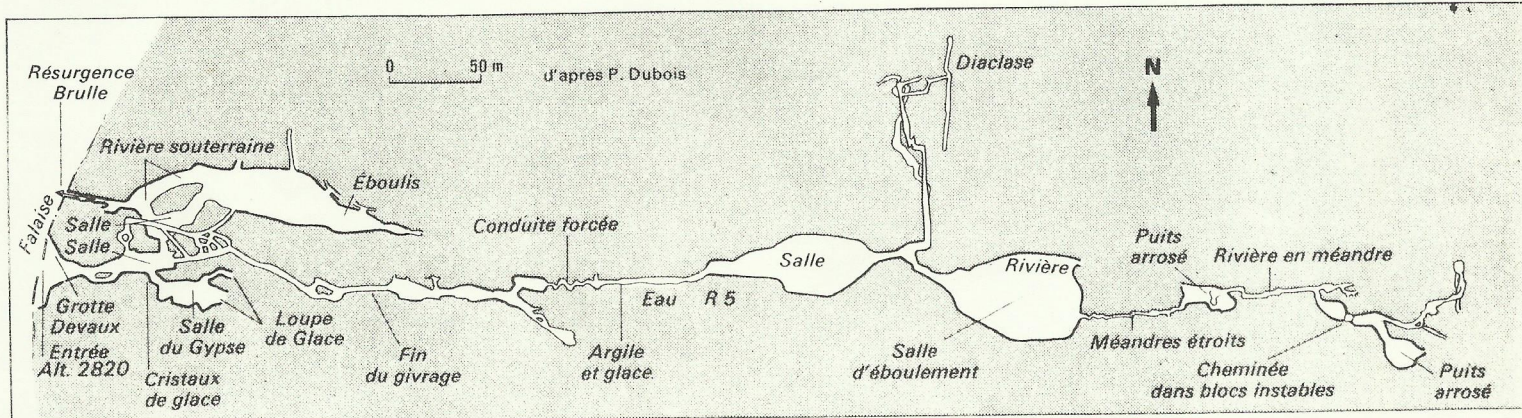 0 50 m
d'après P. Dubois
Diaclase
N
Résurgence
Brulle
Rivière souterraine
Éboulis
Falaise
Salle
Salle
Conduite forcée
Salle
Rivière
Puits
arrosé
Rivière en méandre
Eau R 5
Grotte
Devaux
Entrée
Alt. 2820
Cristaux
de glace
Salle
du Gypse
Loupe
de Glace
Fin
du givrage
Argile
et glace
Salle
d'éboulement
Méandres étroits
Cheminée
dans blocs instables
Puits
arrosé